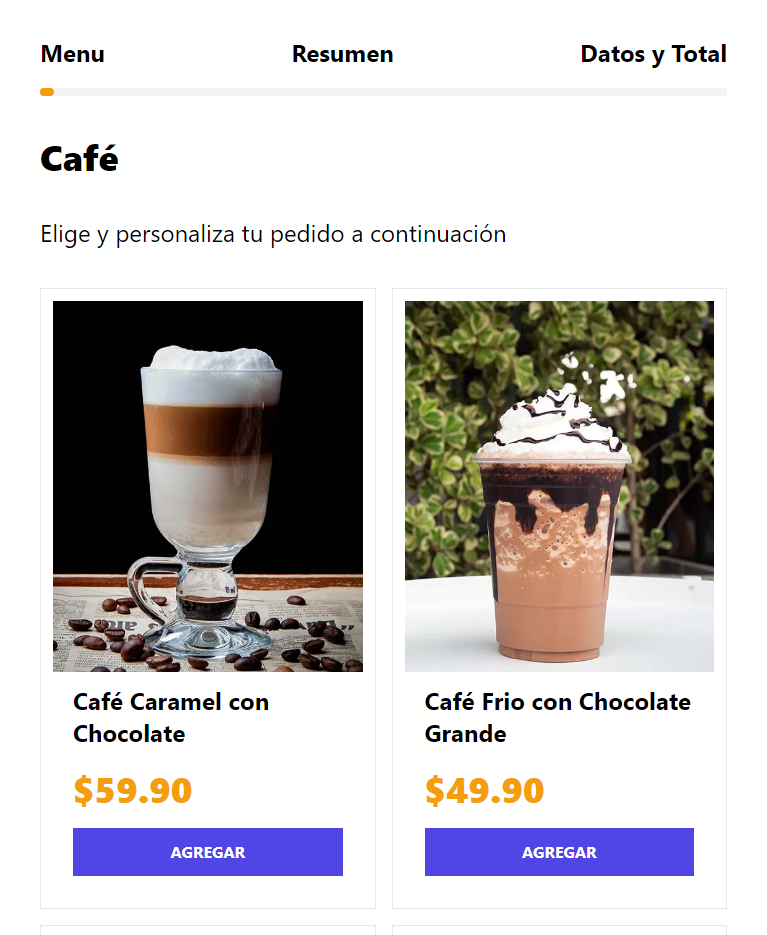 Menu Resumen Datos y Total
Café
Elige y personaliza tu pedido a continuación
Café Caramel con
Chocolate
$59.90
AGREGAR
Café Frio con Chocolate
Grande
$49.90
AGREGAR